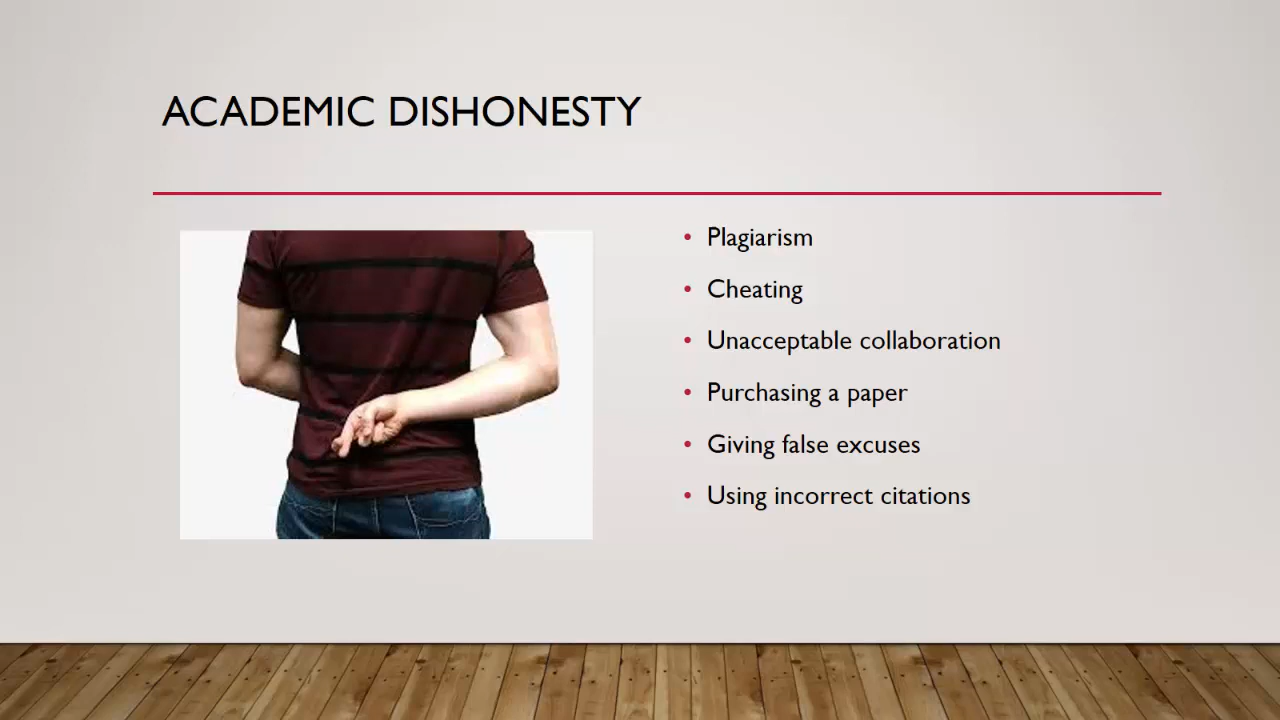 ACADEMIC DISHONESTY
• Plagiarism
• Cheating
• Unacceptable collaboration
• Purchasing a paper
• Giving false excuses
• Using incorrect citations